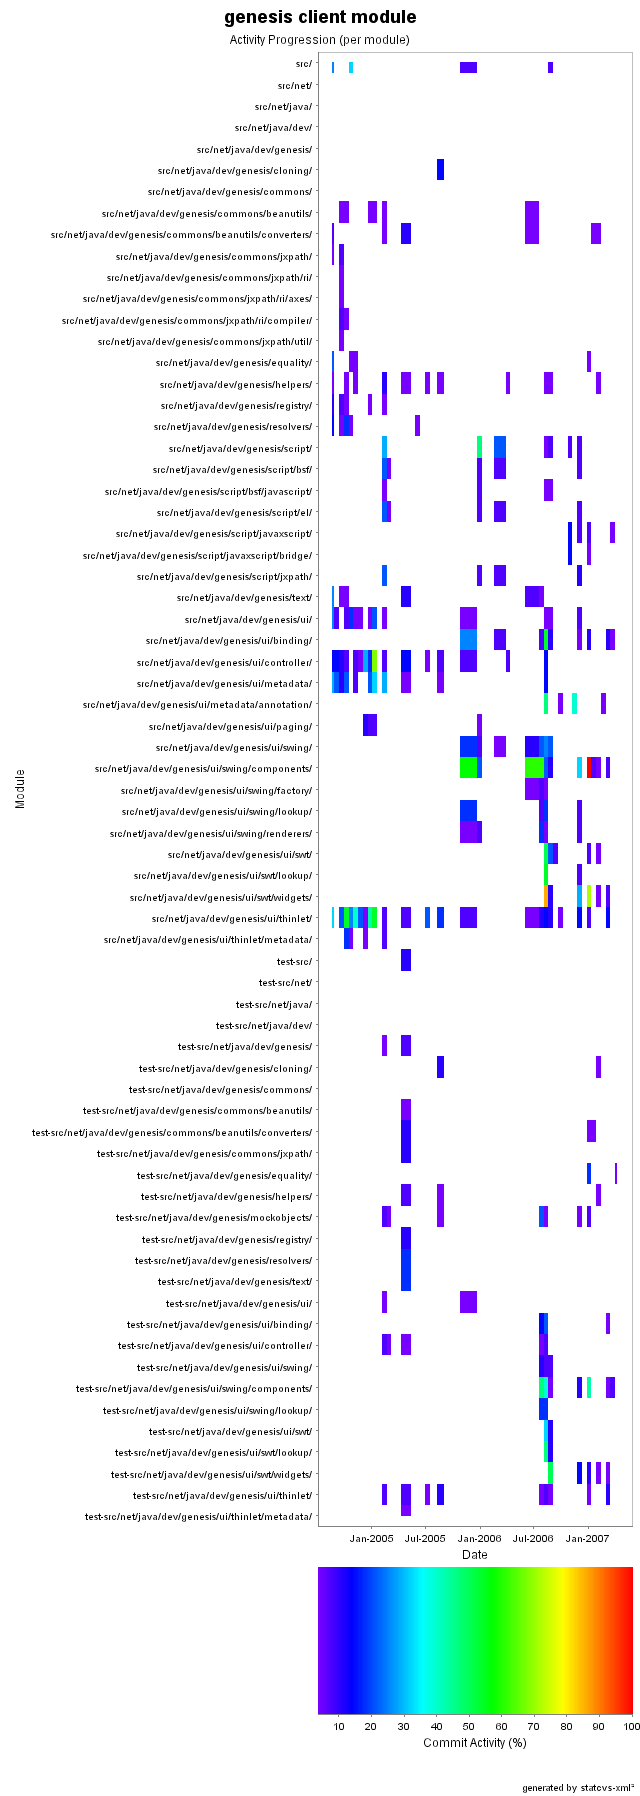 genesis client module
Activity Progression (per module)
src/
src/net/
src/net/java/
src/net/java/dev/
src/net/java/dev/genesis/
src/net/java/dev/genesis/cloning/
src/net/java/dev/genesis/commons/
src/net/java/dev/genesis/commons/beanutils/
src/net/java/dev/genesis/commons/beanutils/converters/
src/net/java/dev/genesis/commons/jxpath/
src/net/java/dev/genesis/commons/jxpath/ri/
src/net/java/dev/genesis/commons/jxpath/ri/axes/
src/net/java/dev/genesis/commons/jxpath/ri/compiler/
src/net/java/dev/genesis/commons/jxpath/util/
src/net/java/dev/genesis/equality/
src/net/java/dev/genesis/helpers/
src/net/java/dev/genesis/registry/
src/net/java/dev/genesis/resolvers/
src/net/java/dev/genesis/script/
src/net/java/dev/genesis/script/bsf/
src/net/java/dev/genesis/script/bsf/javascript/
src/net/java/dev/genesis/script/el/
src/net/java/dev/genesis/script/javaxscript/
src/net/java/dev/genesis/script/javaxscript/bridge/
src/net/java/dev/genesis/script/jxpath/
src/net/java/dev/genesis/text/
src/net/java/dev/genesis/ui/
src/net/java/dev/genesis/ui/binding/
src/net/java/dev/genesis/ui/controller/
src/net/java/dev/genesis/ui/metadata/
src/net/java/dev/genesis/ui/metadata/annotation/
src/net/java/dev/genesis/ui/paging/
src/net/java/dev/genesis/ui/swing/
src/net/java/dev/genesis/ui/swing/components/
src/net/java/dev/genesis/ui/swing/factory/
src/net/java/dev/genesis/ui/swing/lookup/
src/net/java/dev/genesis/ui/swing/renderers/
src/net/java/dev/genesis/ui/swt/
src/net/java/dev/genesis/ui/swt/lookup/
src/net/java/dev/genesis/ui/swt/widgets/
src/net/java/dev/genesis/ui/thinlet/
src/net/java/dev/genesis/ui/thinlet/metadata/
test-src/
test-src/net/
test-src/net/java/
test-src/net/java/dev/
test-src/net/java/dev/genesis/
test-src/net/java/dev/genesis/cloning/
test-src/net/java/dev/genesis/commons/
test-src/net/java/dev/genesis/commons/beanutils/
test-src/net/java/dev/genesis/commons/beanutils/converters/
test-src/net/java/dev/genesis/commons/jxpath/
test-src/net/java/dev/genesis/equality/
test-src/net/java/dev/genesis/helpers/
test-src/net/java/dev/genesis/mockobjects/
test-src/net/java/dev/genesis/registry/
test-src/net/java/dev/genesis/resolvers/
test-src/net/java/dev/genesis/text/
test-src/net/java/dev/genesis/ui/
test-src/net/java/dev/genesis/ui/binding/
test-src/net/java/dev/genesis/ui/controller/
test-src/net/java/dev/genesis/ui/swing/
test-src/net/java/dev/genesis/ui/swing/components/
test-src/net/java/dev/genesis/ui/swing/lookup/
test-src/net/java/dev/genesis/ui/swt/
test-src/net/java/dev/genesis/ui/swt/lookup/
test-src/net/java/dev/genesis/ui/swt/widgets/
test-src/net/java/dev/genesis/ui/thinlet/
test-src/net/java/dev/genesis/ui/thinlet/metadata/
Module
Jan-2005 Jul-2005 Jan-2006 Jul-2006 Jan-2007
Date
10 20 30 40 50 60 70 80 90 100
Commit Activity (%)
generated by statcvs-xml²